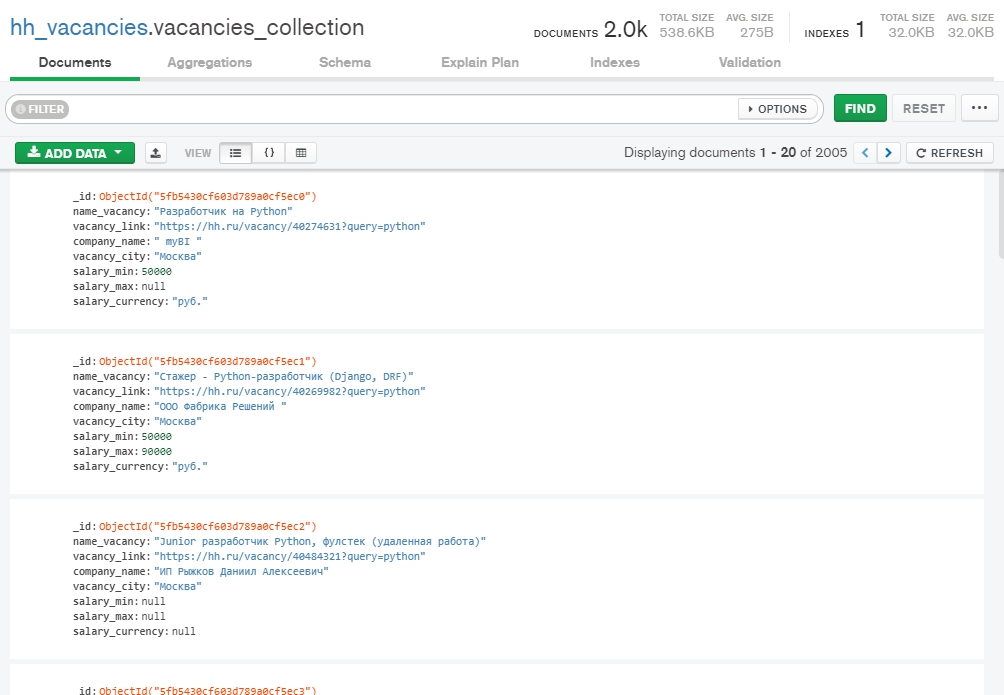 hh_vacancies.vacancies_collection
DOCUMENTS 2.0k TOTAL SIZE 538.6KB AVG. SIZE 275B INDEXES 1 TOTAL SIZE 32.0KB AVG. SIZE 32.0KB
Documents Aggregations Schema Explain Plan Indexes Validation
FILTER OPTIONS FIND RESET ...
ADD DATA VIEW {} Displaying documents 1 - 20 of 2005 < > REFRESH
_id: ObjectId("5fb5430cf603d789a0cf5ec0")
name_vacancy: "Разработчик на Python"
vacancy_link: "https://hh.ru/vacancy/40274631?query=python"
company_name: " myBI "
vacancy_city: "Москва"
salary_min: 50000
salary_max: null
salary_currency: "руб."
_id: ObjectId("5fb5430cf603d789a0cf5ec1")
name_vacancy: "Стажер - Python-разработчик (Django, DRF)"
vacancy_link: "https://hh.ru/vacancy/40269982?query=python"
company_name: "ООО Фабрика Решений "
vacancy_city: "Москва"
salary_min: 50000
salary_max: 90000
salary_currency: "руб."
_id: ObjectId("5fb5430cf603d789a0cf5ec2")
name_vacancy: "Junior разработчик Python, фулстек (удаленная работа)"
vacancy_link: "https://hh.ru/vacancy/40484321?query=python"
company_name: "ИП Рыжков Даниил Алексеевич"
vacancy_city: "Москва"
salary_min: null
salary_max: null
salary_currency: null
_id: ObjectId("5fb5430cf603d789a0cf5ec3")